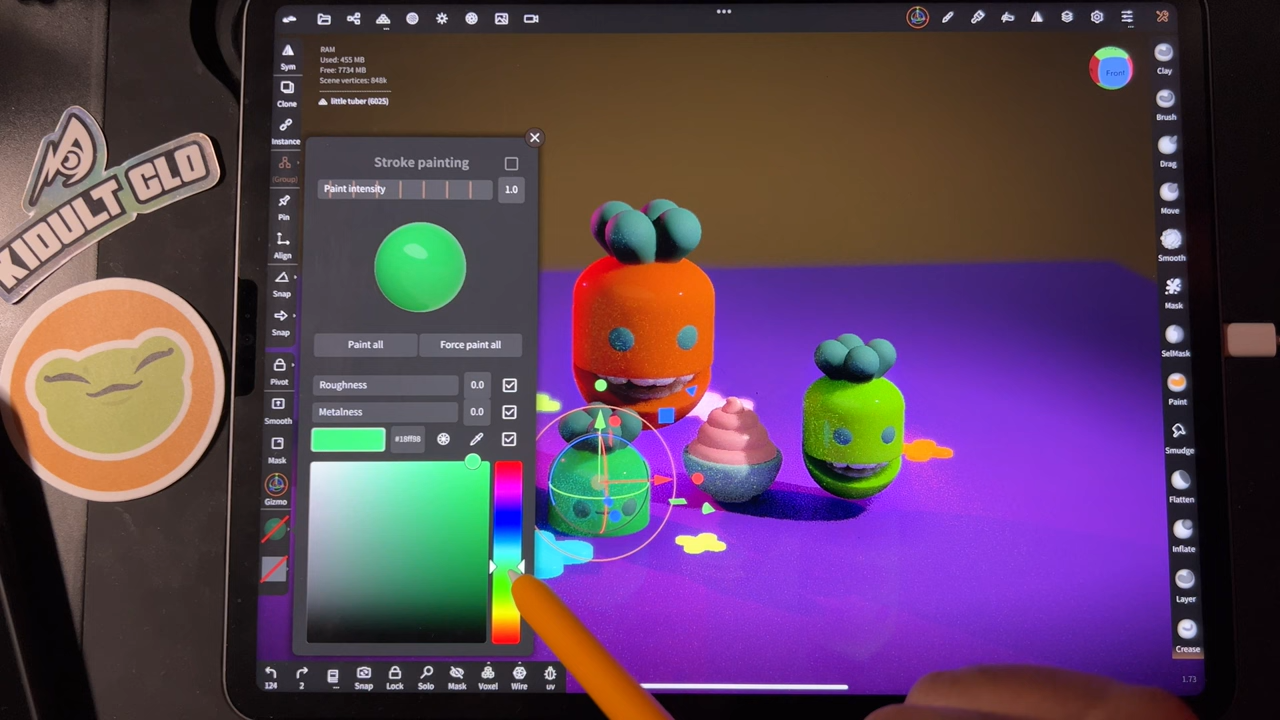 RAM
Used: 455 MB
Free: 7734 MB
Scene vertices: 848k
little tuber (6025)
Front
Sym
Clone
Instance
(Group)
Pin
Align
Snap
Snap
Pivot
Smooth
Mask
Gizmo
KIDULT CLO
Stroke painting
Paint intensity 1.0
Paint all Force paint all
Roughness 0.0
Metalness 0.0
#18ff98
Clay
Brush
Drag
Move
Smooth
Mask
SelMask
Paint
Smudge
Flatten
Inflate
Layer
Crease
124 2 ... Snap Lock Solo Mask Voxel Wire uv
1.73